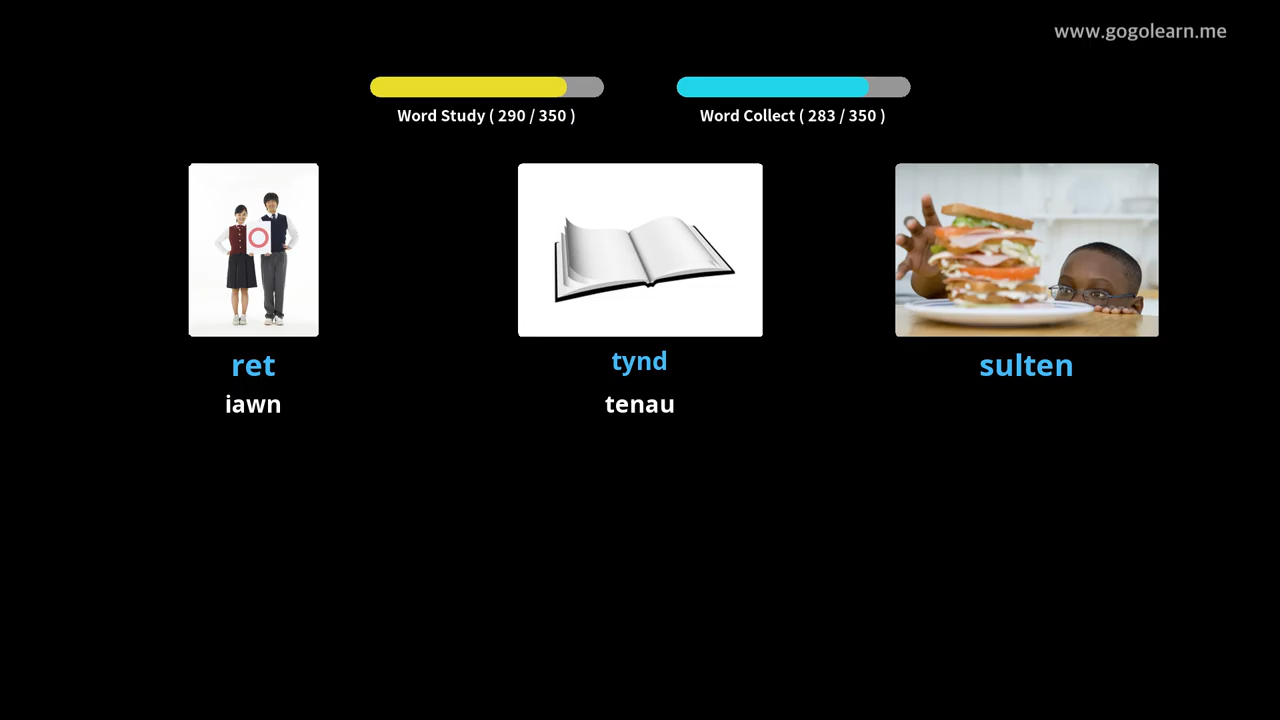 www.gogolearn.me
Word Study ( 290 / 350 )
Word Collect ( 283 / 350 )
ret
tynd
sulten
iawn
tenau